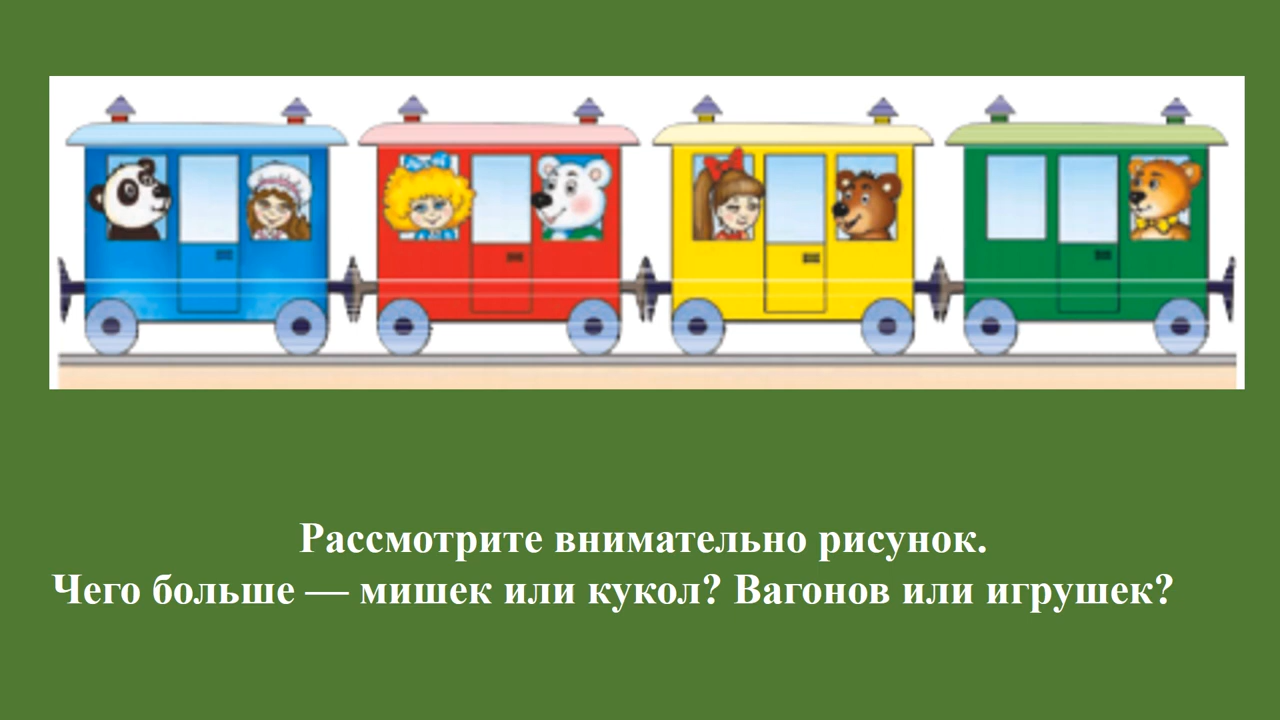 Рассмотрите внимательно рисунок.
Чего больше — мишек или кукол? Вагонов или игрушек?